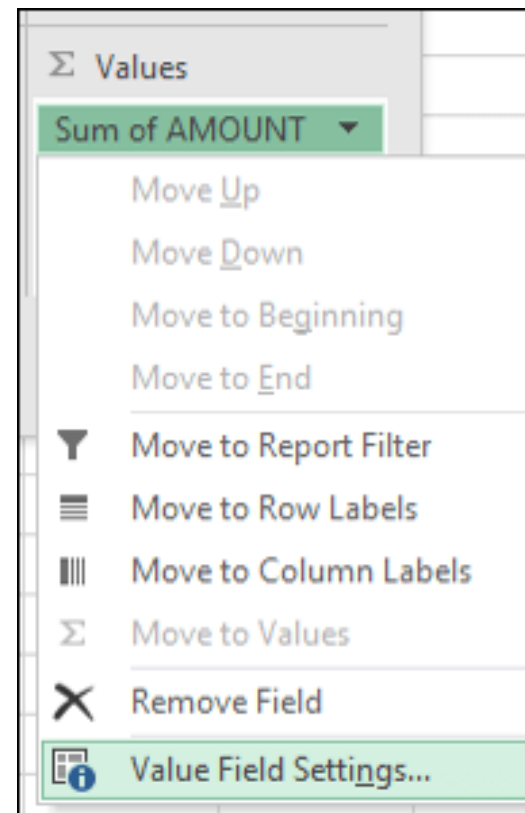 Σ Values
Sum of AMOUNT
Move Up
Move Down
Move to Beginning
Move to End
Move to Report Filter
Move to Row Labels
Move to Column Labels
Σ Move to Values
Remove Field
Value Field Settings...